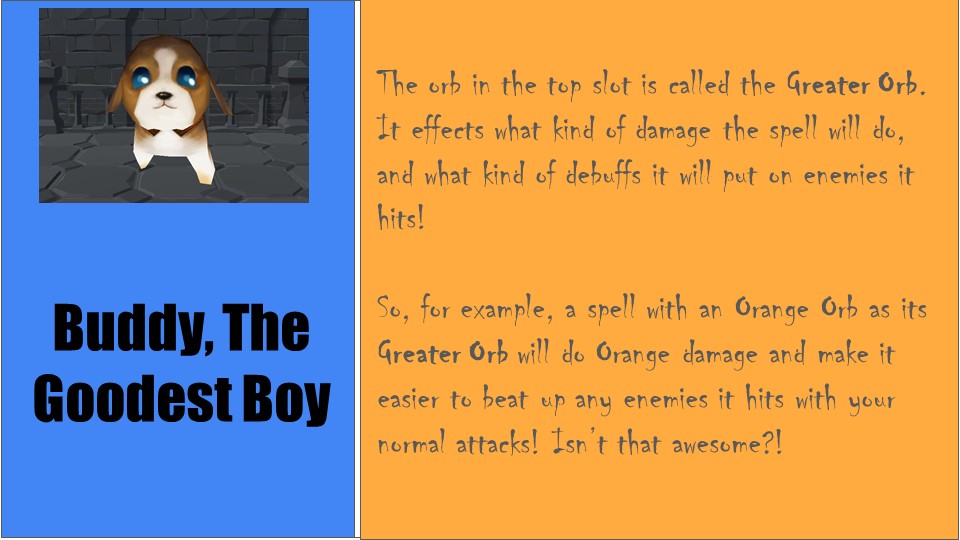 Buddy, The
Goodest Boy
The orb in the top slot is called the Greater Orb.
It effects what kind of damage the spell will do,
and what kind of debuffs it will put on enemies it
hits!
So, for example, a spell with an Orange Orb as its
Greater Orb will do Orange damage and make it
easier to beat up any enemies it hits with your
normal attacks! Isn't that awesome?!